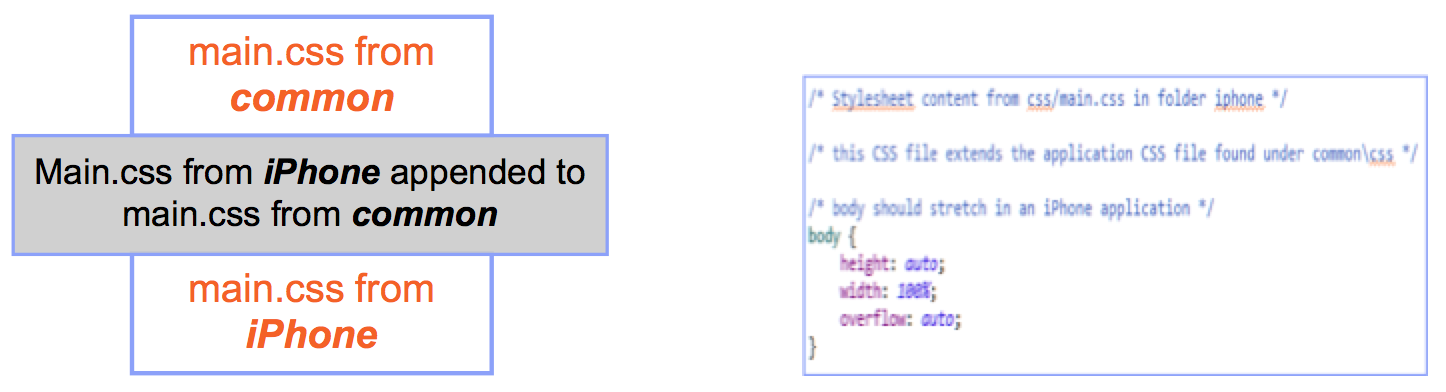 main.css from
common
Main.css from iPhone appended to
main.css from common
main.css from
iPhone
/* Stylesheet content from css/main.css in folder iphone */
/* this CSS file extends the application CSS file found under common\css */
/* body should stretch in an iPhone application */
body {
height: auto;
width: 100%;
overflow: auto;
}